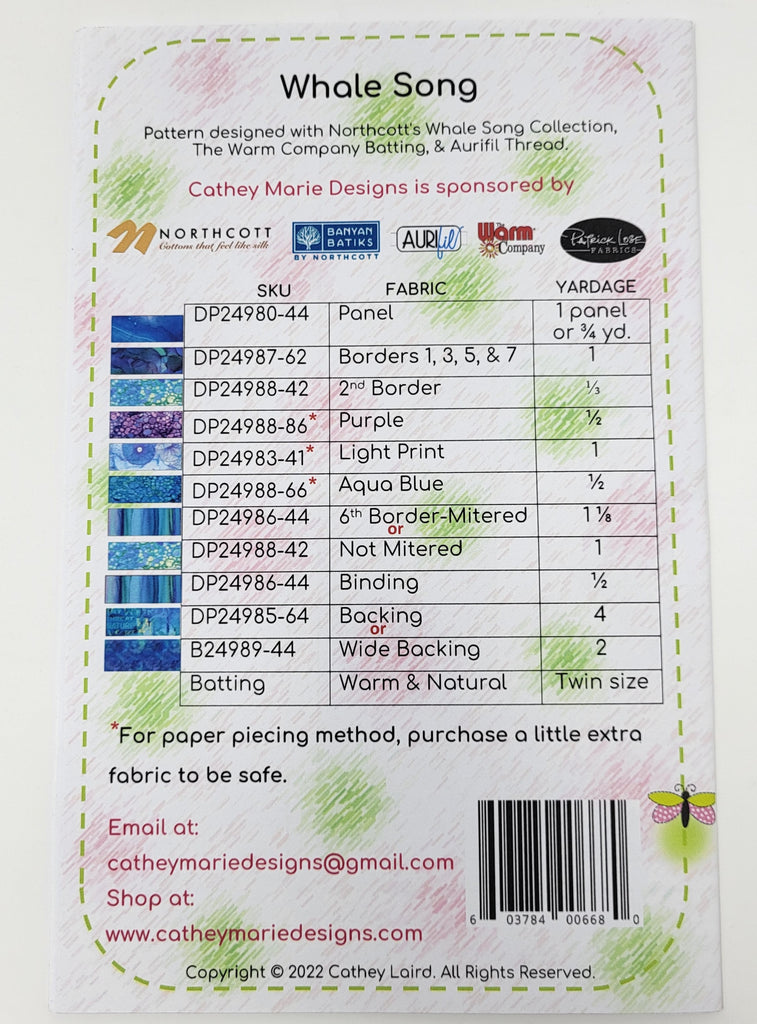 Whale Song
Pattern designed with Northcott's Whale Song Collection,
The Warm Company Batting, & Aurifil Thread.
Cathey Marie Designs is sponsored by
NORTHCOTT
Cottons that feel like silk
BANYAN
BATIKS
BY NORTHCOTT
AURIfil
The
Warm
Company
PATRICK LOSE
FABRICS
SKU FABRIC YARDAGE
DP24980-44 Panel 1 panel
or ¾ yd.
DP24987-62 Borders 1, 3, 5, & 7 1
DP24988-42 2nd Border ⅓
DP24988-86* Purple ½
DP24983-41* Light Print 1
DP24988-66* Aqua Blue ½
DP24986-44 6th Border-Mitered 1 ⅛
or
DP24988-42 Not Mitered 1
DP24986-44 Binding ½
DP24985-64 Backing 4
or
B24989-44 Wide Backing 2
Batting Warm & Natural Twin size
*For paper piecing method, purchase a little extra
fabric to be safe.
Email at:
catheymariedesigns@gmail.com
Shop at:
www.catheymariedesigns.com
6 03784 00668 0
Copyright © 2022 Cathey Laird. All Rights Reserved.